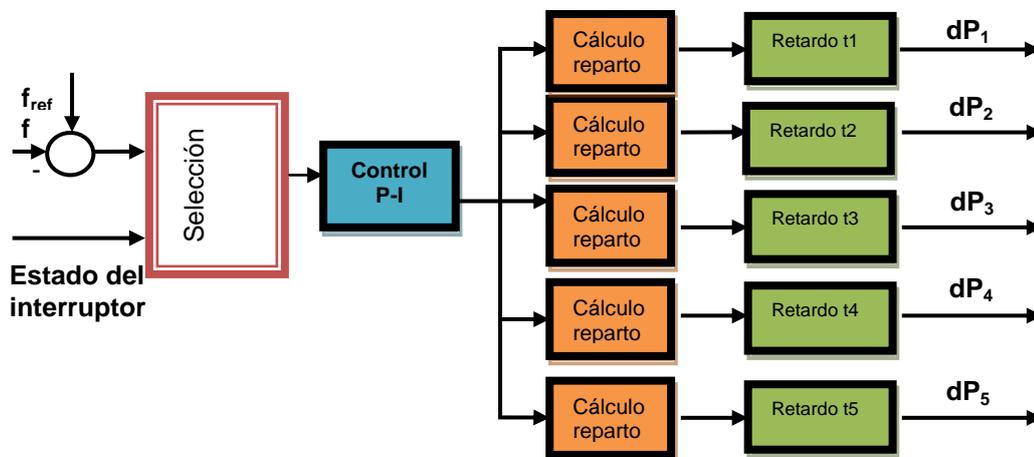 f_ref
f
-
Estado del
interruptor
Selección
Control
P-I
Cálculo
reparto
Retardo t1
dP₁
Cálculo
reparto
Retardo t2
dP₂
Cálculo
reparto
Retardo t3
dP₃
Cálculo
reparto
Retardo t4
dP₄
Cálculo
reparto
Retardo t5
dP₅